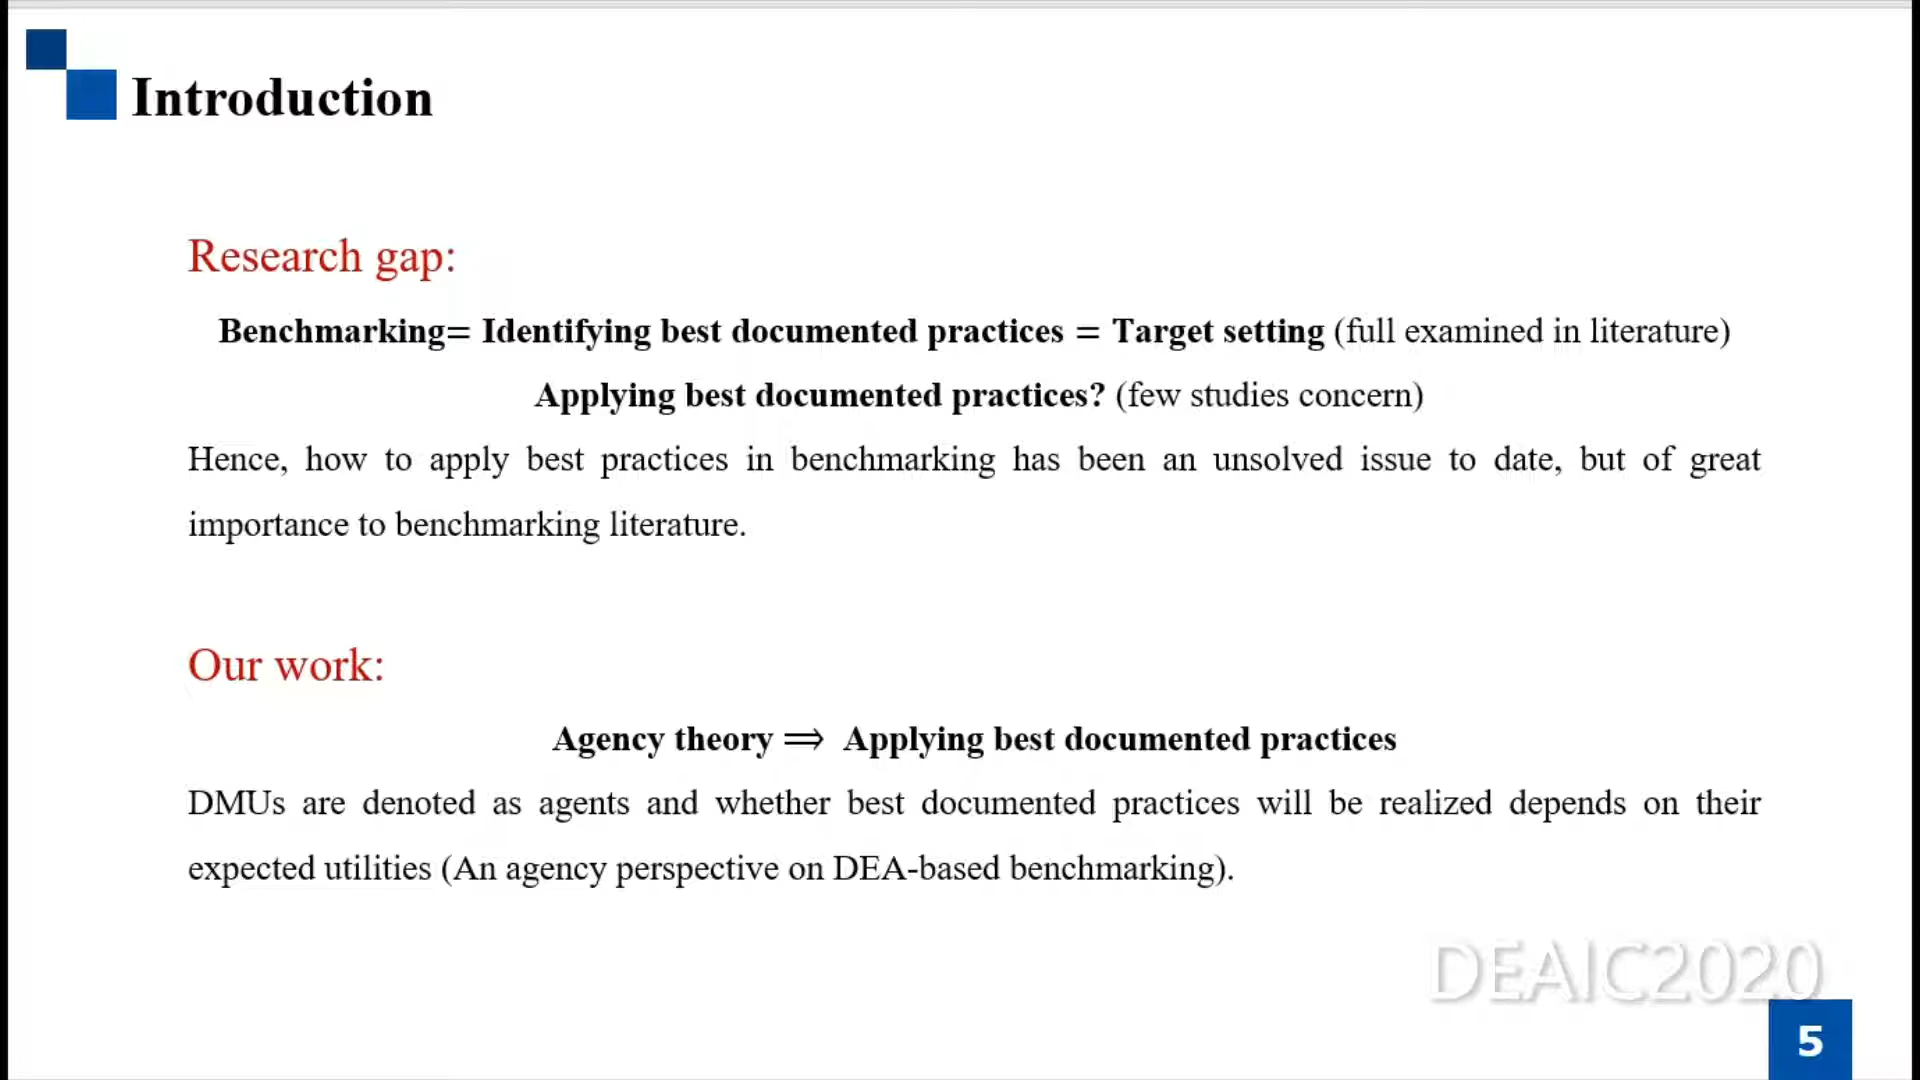 Introduction
Research gap:
Benchmarking= Identifying best documented practices = Target setting (full examined in literature)
Applying best documented practices? (few studies concern)
Hence, how to apply best practices in benchmarking has been an unsolved issue to date, but of great
importance to benchmarking literature.
Our work:
Agency theory ⟹ Applying best documented practices
DMUs are denoted as agents and whether best documented practices will be realized depends on their
expected utilities (An agency perspective on DEA-based benchmarking).
DEAIC2020
5